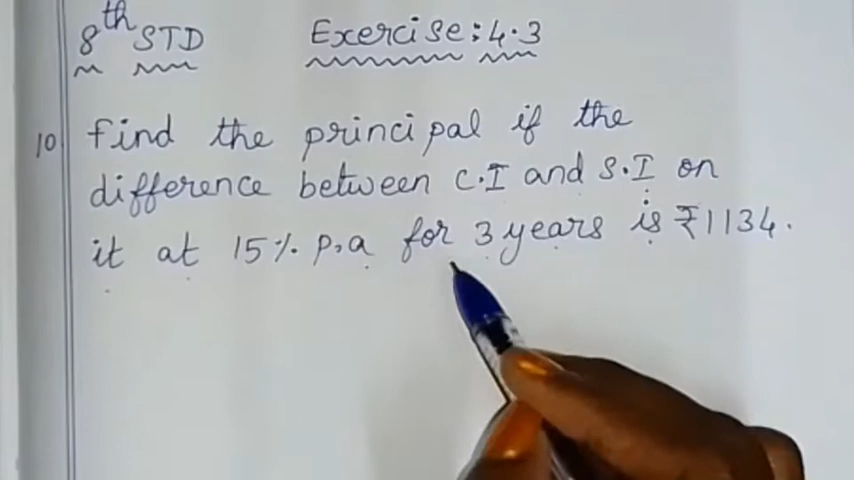 8th STD Exercise: 4.3
10 find the principal if the
difference between C.I and S.I on
it at 15% p.a for 3 years is ₹1134.